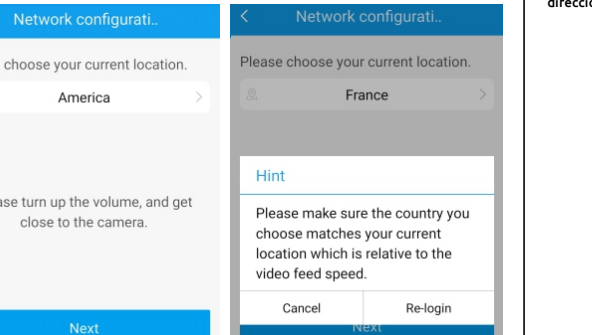 Network configurati..
choose your current location.
America
ase turn up the volume, and get
close to the camera.
Next
Network configurati..
Please choose your current location.
France
Hint
Please make sure the country you
choose matches your current
location which is relative to the
video feed speed.
Cancel
Re-login
Next
direcció